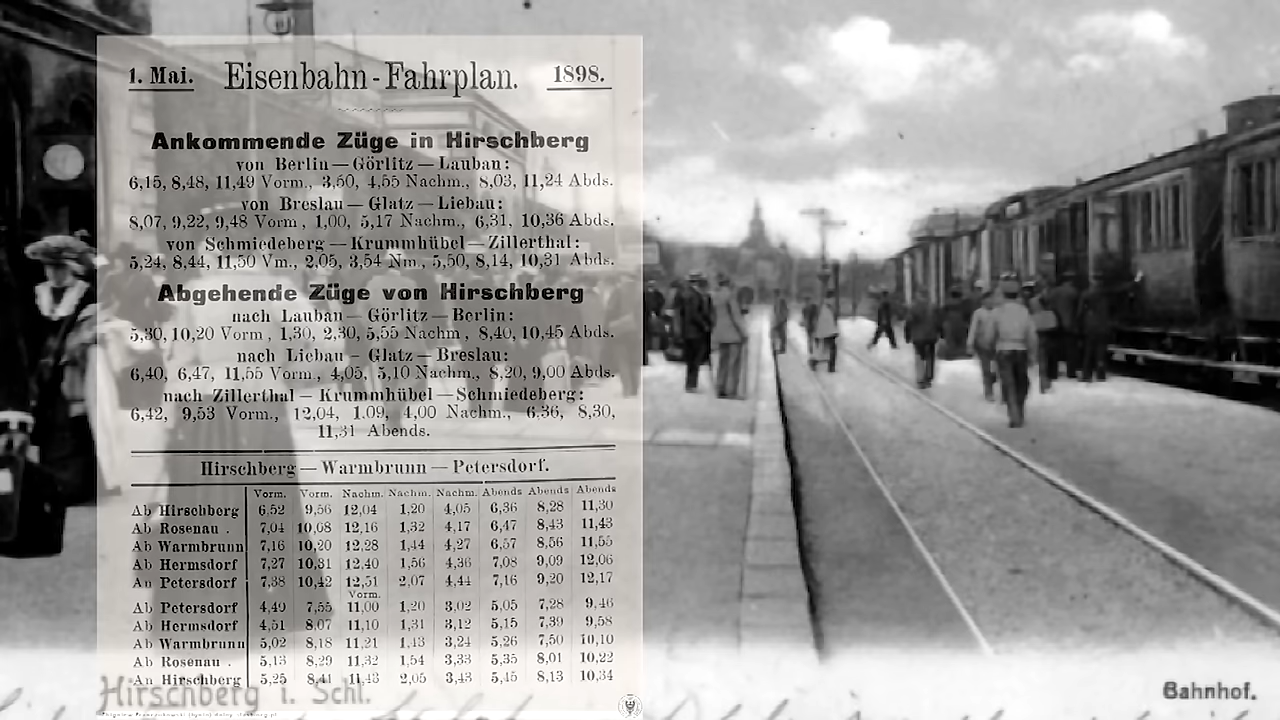 1. Mai. Eisenbahn-Fahrplan. 1898.
Ankommende Züge in Hirschberg
von Berlin—Görlitz—Lauban:
6,15, 8,48, 11,49 Vorm., 3,50, 4,55 Nachm., 8,03, 11,24 Abds.
von Breslau—Glatz—Liebau:
8,07, 9,22, 9,48 Vorm, 1,00, 5,17 Nachm., 6,31, 10,36 Abds.
von Schmiedeberg—Krummhübel—Zillerthal:
5,24, 8,44, 11,50 Vm., 2,05, 3,54 Nm., 5,50, 8,14, 10,31 Abds.
Abgehende Züge von Hirschberg
nach Lauban—Görlitz—Berlin:
5,30, 10,20 Vorm, 1,30, 2,30, 5,55 Nachm, 8,40, 10,45 Abds.
nach Liebau – Glatz—Breslau:
6,40, 6,47, 11,55 Vorm, 4,05, 5,10 Nachm., 8,20, 9,00 Abds.
nach Zillerthal—Krummhübel—Schmiedeberg:
6,42, 9,53 Vorm., 12,04, 1,09, 4,00 Nachm., 6,36, 8,30,
11,31 Abends.
Hirschberg—Warmbrunn—Petersdorf.
Vorm. Vorm. Nachm. Nachm. Nachm. Abends Abends Abends
Ab Hirschberg 6,52 9,56 12,04 1,20 4,05 6,36 8,28 11,30
Ab Rosenau . 7,04 10,08 12,16 1,32 4,17 6,47 8,43 11,43
Ab Warmbrunn 7,16 10,20 12,28 1,44 4,27 6,57 8,56 11,55
Ab Hermsdorf 7,27 10,31 12,40 1,56 4,36 7,08 9,09 12,06
An Petersdorf 7,38 10,42 12,51 2,07 4,44 7,16 9,20 12,17
Vorm.
Ab Petersdorf 4,40 7,55 11,00 1,20 3,02 5,05 7,28 9,46
Ab Hermsdorf 4,51 8,07 11,10 1,31 3,12 5,15 7,39 9,58
Ab Warmbrunn 5,02 8,18 11,21 1,43 3,24 5,26 7,50 10,10
Ab Rosenau . 5,13 8,29 11,32 1,54 3,33 5,35 8,01 10,22
An Hirschberg 5,25 8,41 11,43 2,05 3,43 5,45 8,13 10,34
Hirschberg i. Schl.
Bahnhof.